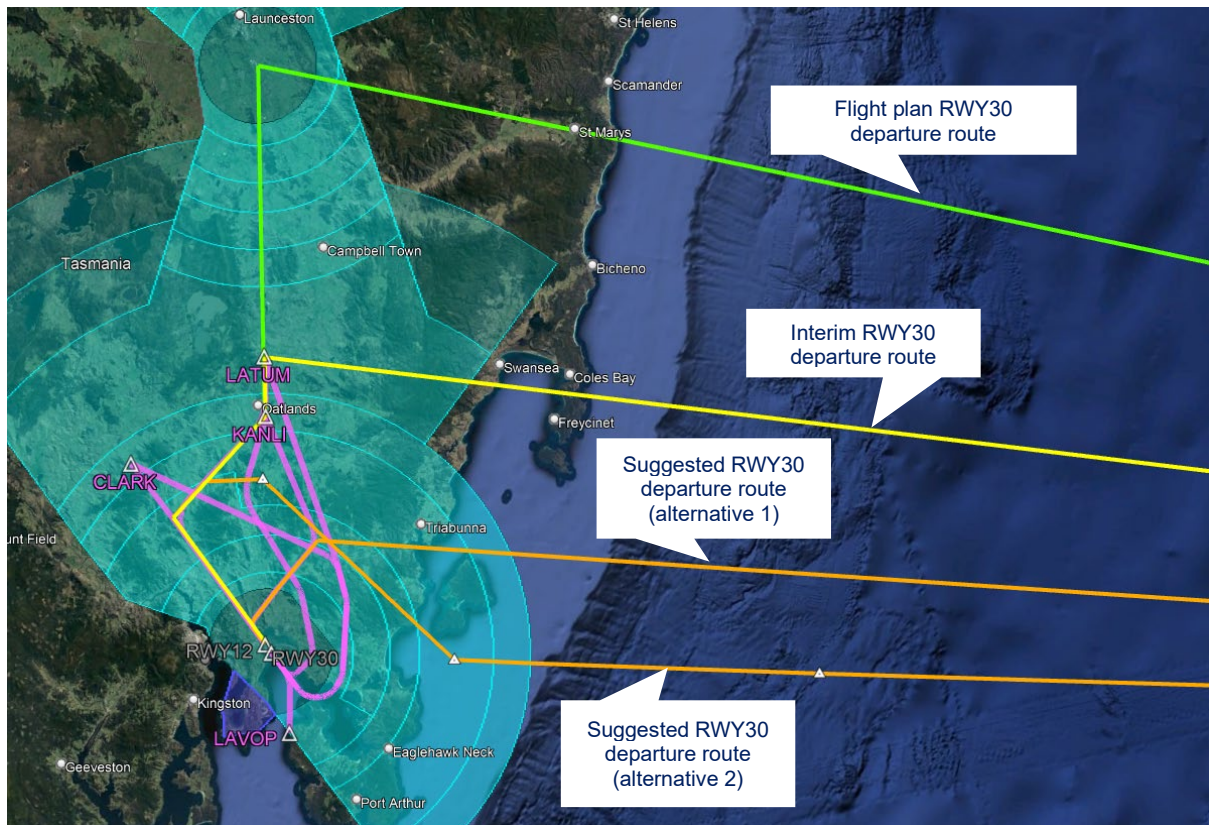 Launceston
St Helens
Scamander
Flight plan RWY30
departure route
St Marys
Campbell Town
Tasmania
Bicheno
Interim RWY30
departure route
LATUM
Swansea
Coles Bay
Oatlands
KANLI
Freycinet
Suggested RWY30
departure route
(alternative 1)
CLARK
Triabunna
unt Field
RWY12
RWY30
Kingston
LAVOP
Suggested RWY30
departure route
(alternative 2)
Eaglehawk Neck
Geeveston
Port Arthur